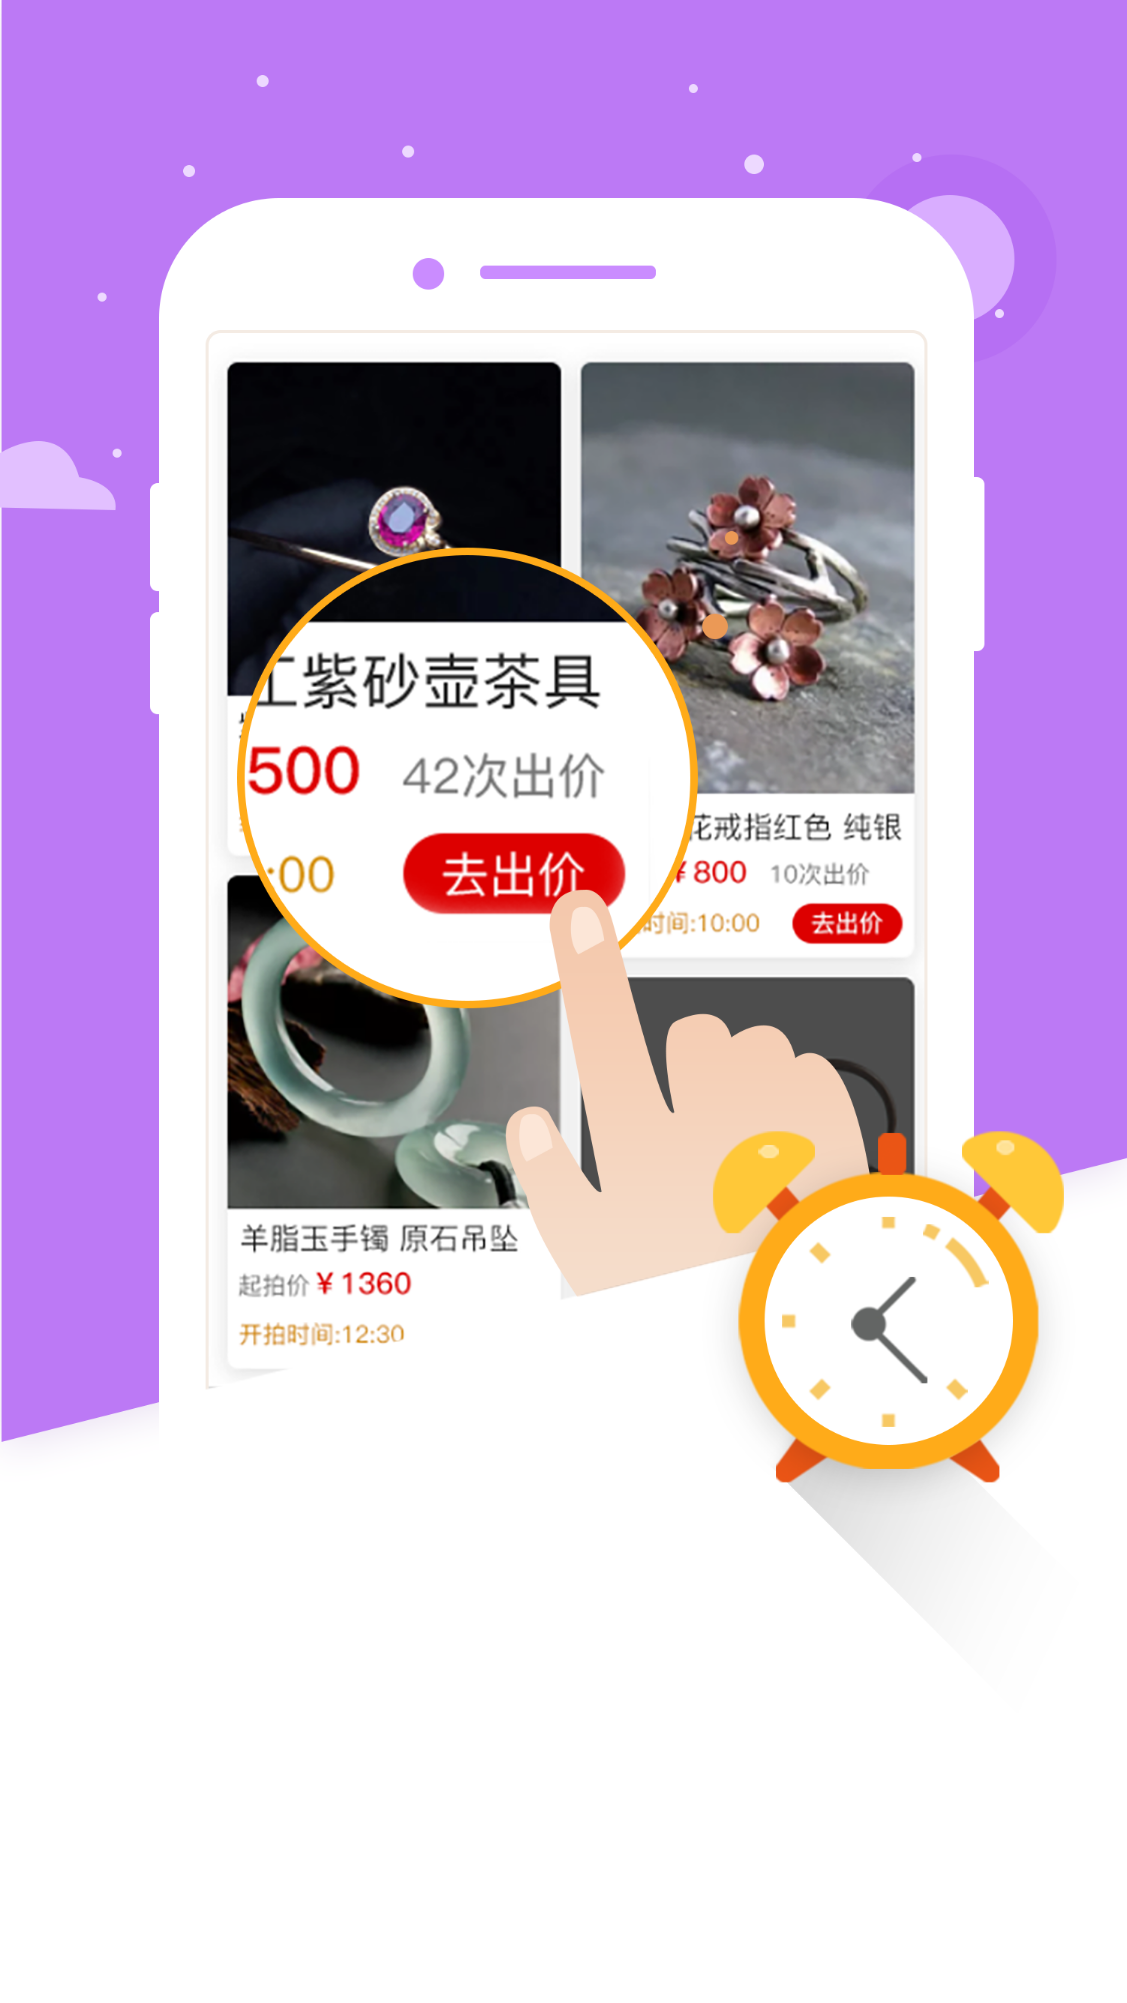 工紫砂壶茶具
500 42次出价
:00 去出价
花戒指红色 纯银
¥800 10次出价
时间:10:00 去出价
羊脂玉手镯 原石吊坠
起拍价 ¥1360
开拍时间:12:30